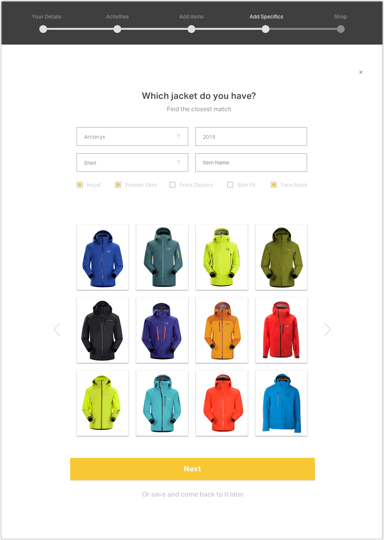 Your Details Activities Add Items Add Specifics Shop
×
Which jacket do you have?
Find the closest match
Arcteryx 2015
Shell Item Name
Hood Powder Skirt Front Zippers Slim Fit Face Mask
Next
Or save and come back to it later